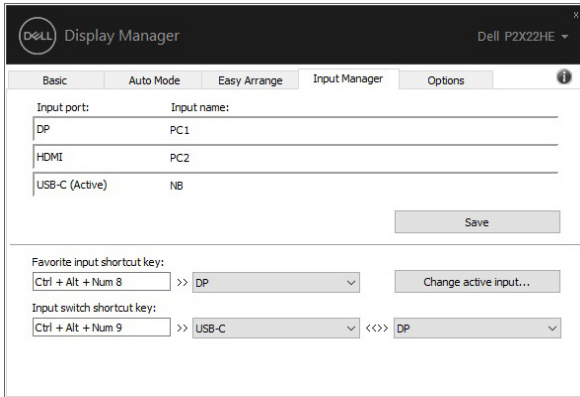 DELL Display Manager Dell P2X22HE
Basic Auto Mode Easy Arrange Input Manager Options
Input port: Input name:
DP PC1
HDMI PC2
USB-C (Active) NB
Save
Favorite input shortcut key:
Ctrl + Alt + Num 8 >> DP Change active input...
Input switch shortcut key:
Ctrl + Alt + Num 9 >> USB-C <<>> DP